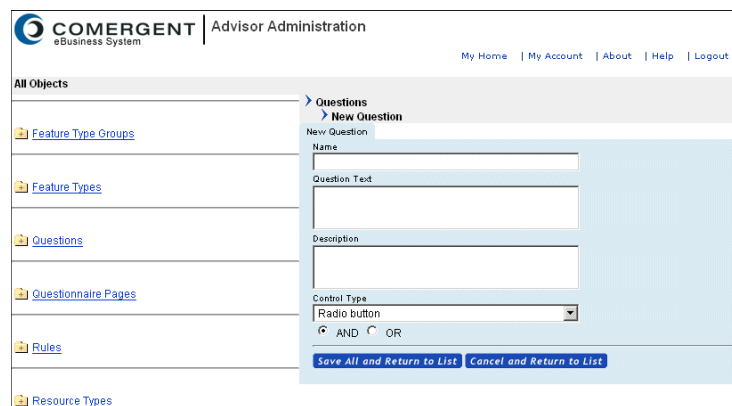 COMERGENT
eBusiness System
Advisor Administration
My Home | My Account | About | Help | Logout
All Objects
Feature Type Groups
Feature Types
Questions
Questionnaire Pages
Rules
Resource Types
Questions
New Question
New Question
Name
Question Text
Description
Control Type
Radio button
AND OR
Save All and Return to List Cancel and Return to List